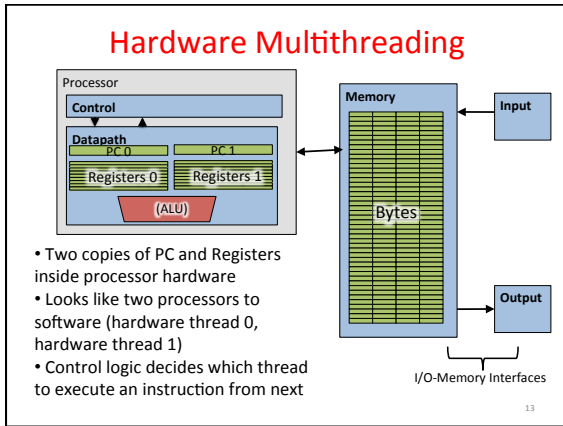 Hardware Multithreading
Processor
Control
Datapath
PC 0
PC 1
Registers 0
Registers 1
(ALU)
Memory
Bytes
Input
Output
I/O-Memory Interfaces
• Two copies of PC and Registers
inside processor hardware
• Looks like two processors to
software (hardware thread 0,
hardware thread 1)
• Control logic decides which thread
to execute an instruction from next
13